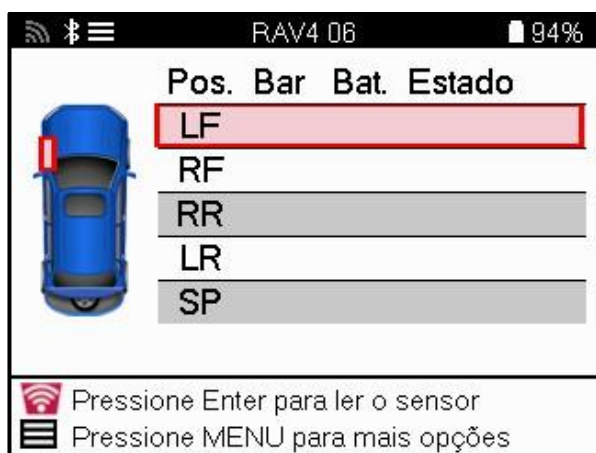 RAV4 06 94%
Pos. Bar Bat. Estado
LF
RF
RR
LR
SP
Pressione Enter para ler o sensor
Pressione MENU para mais opções